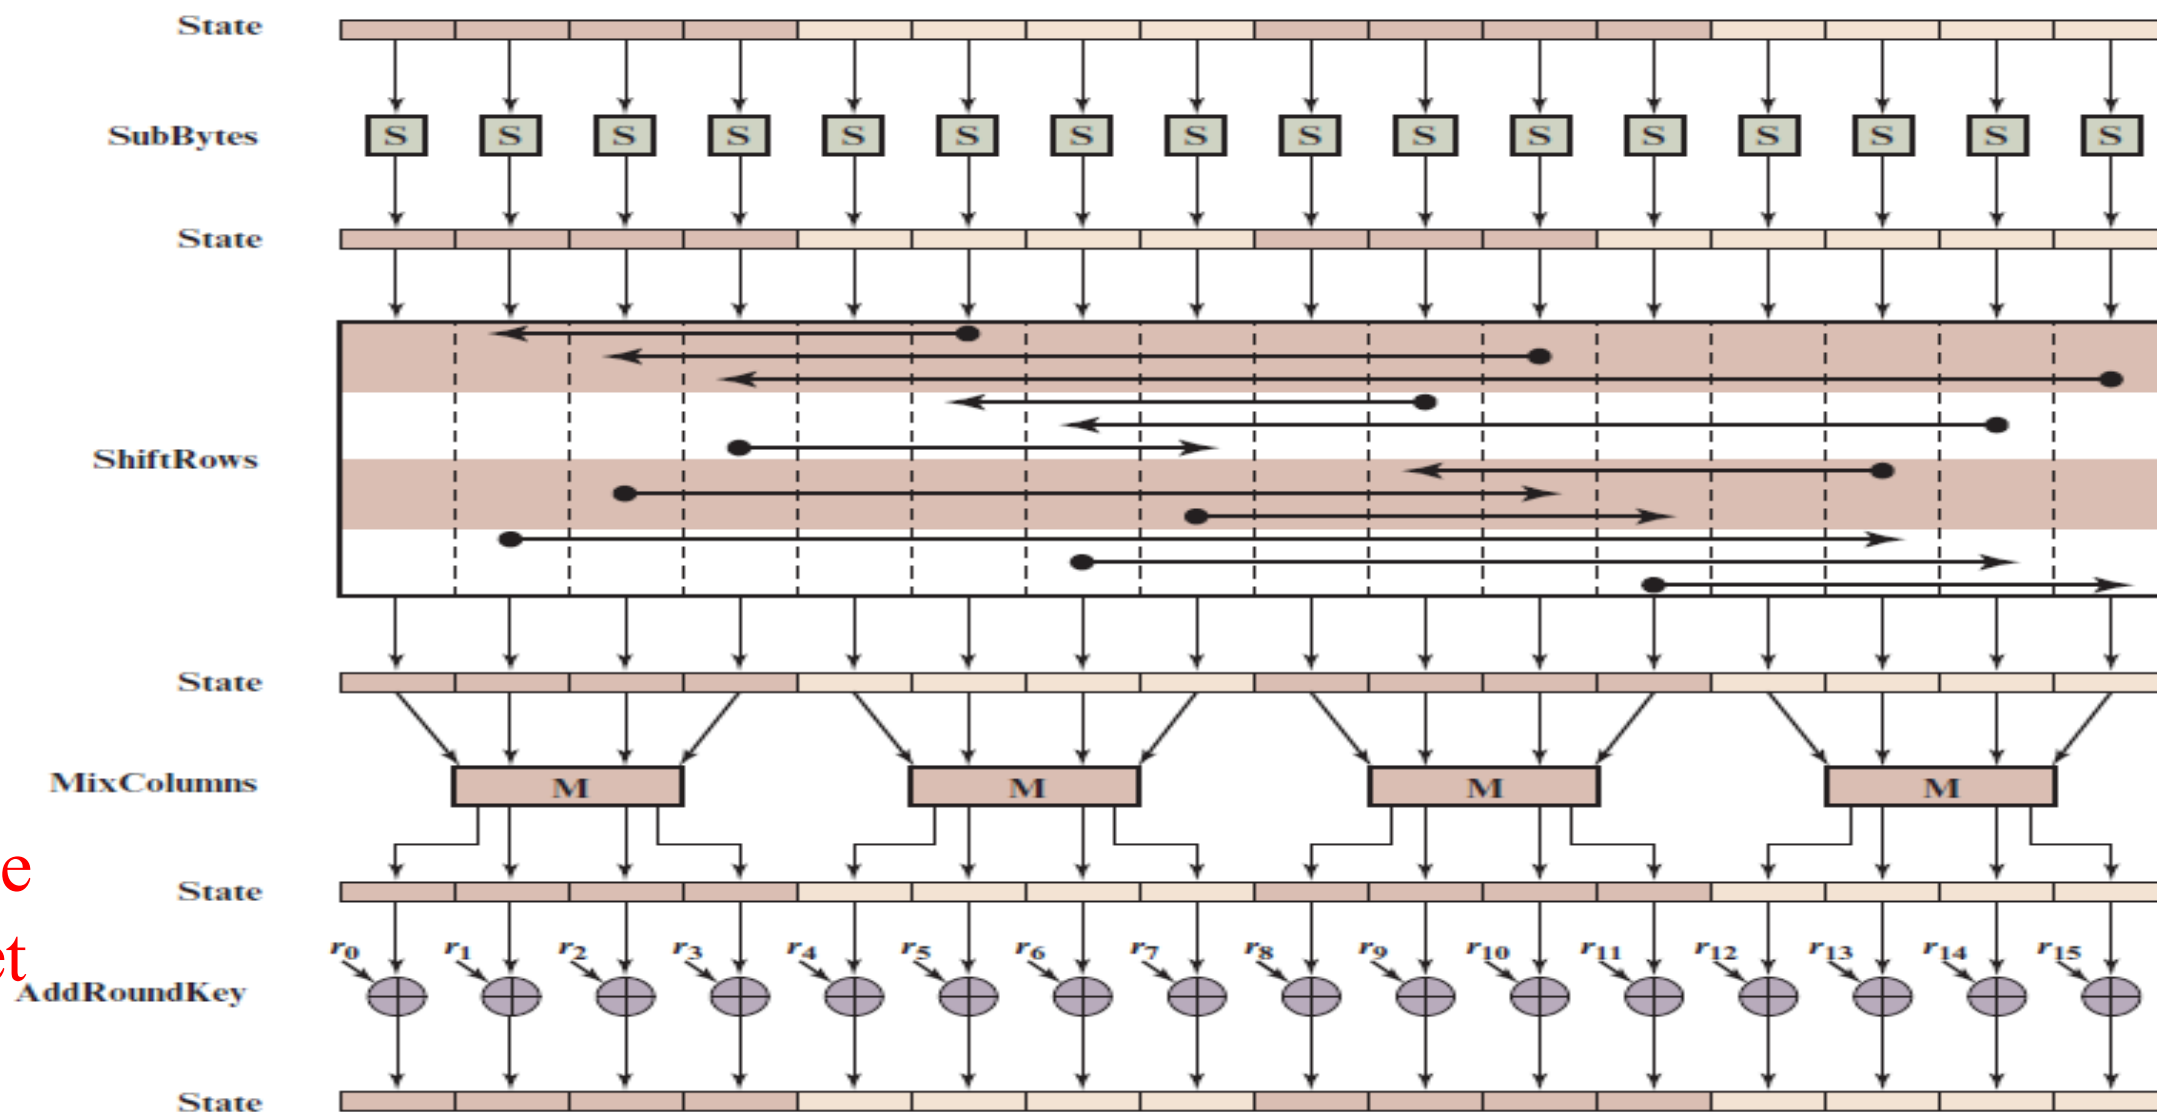 State
SubBytes S S S S S S S S S S S S S S S S
State
ShiftRows
State
MixColumns M M M M
e
State
r0 r1 r2 r3 r4 r5 r6 r7 r8 r9 r10 r11 r12 r13 r14 r15
et
AddRoundKey
State